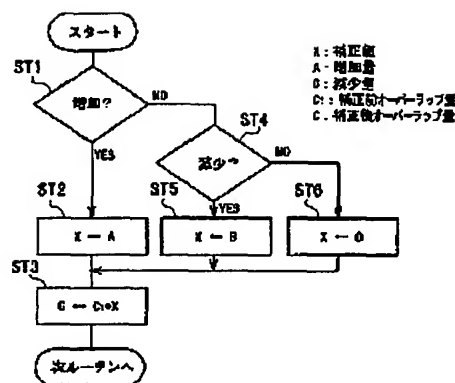 スタート
ST1
増加?
NO
X:補正値
A:増加量
B:減少量
C1:補正前オーバーラップ量
C:補正後オーバーラップ量
ST4
YES
減少?
NO
ST2
ST5
YES
ST6
X ← A
X ← B
X ← 0
ST3
C ← C1+X
次ルーチンへ